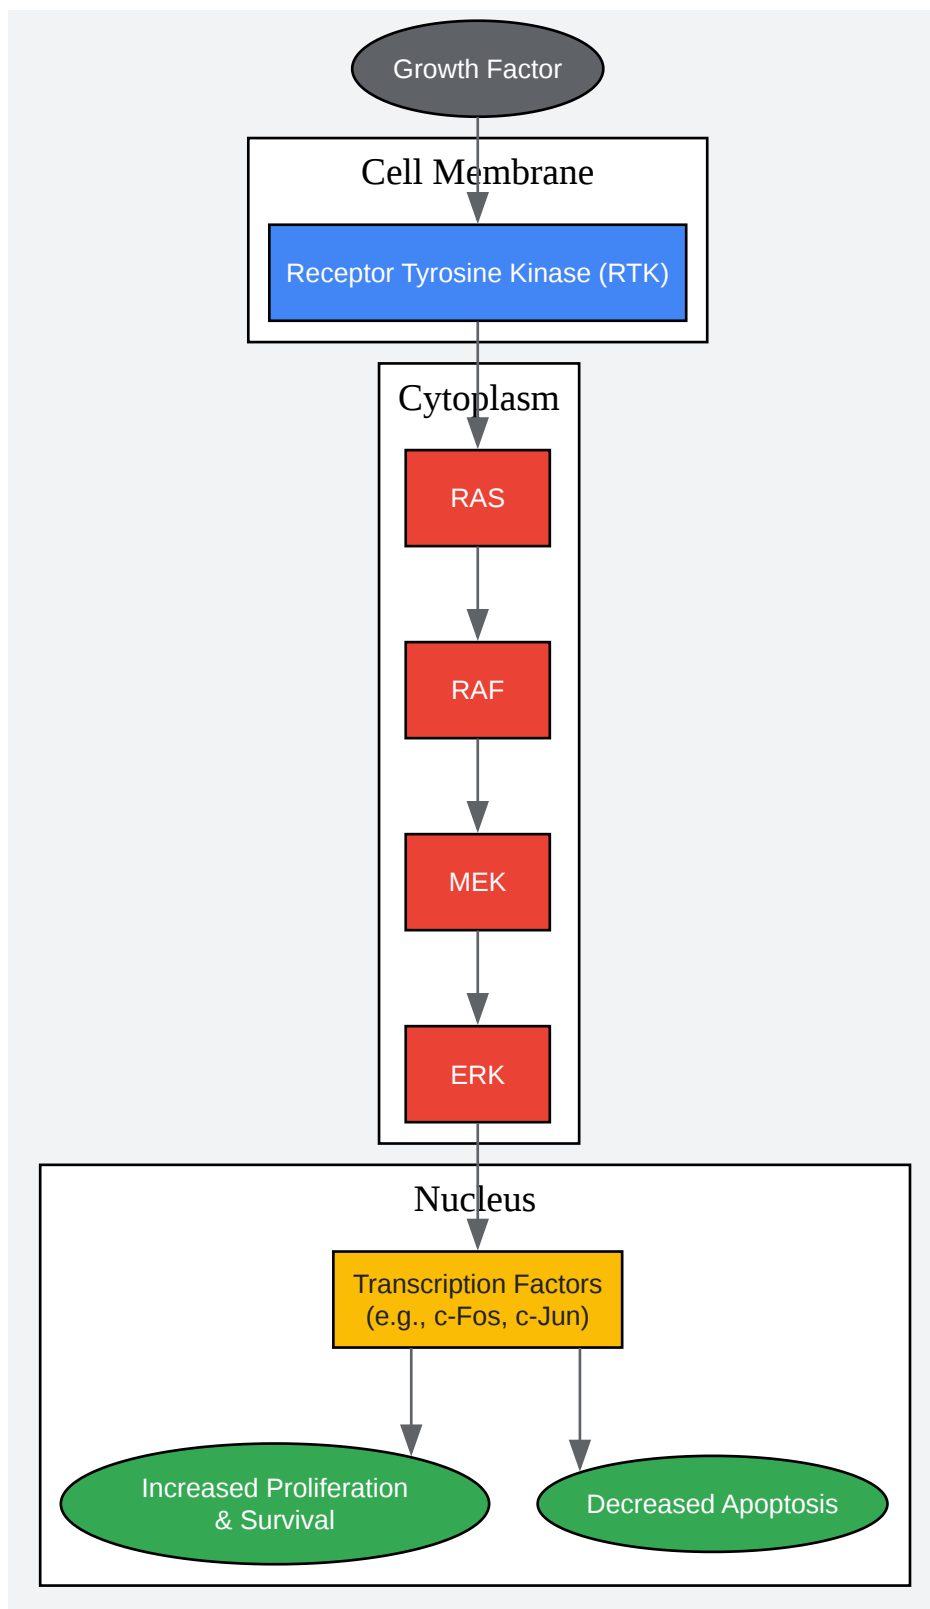 Growth Factor
Cell Membrane
Receptor Tyrosine Kinase (RTK)
Cytoplasm
RAS
RAF
MEK
ERK
Nucleus
Transcription Factors
(e.g., c-Fos, c-Jun)
Increased Proliferation
& Survival
Decreased Apoptosis